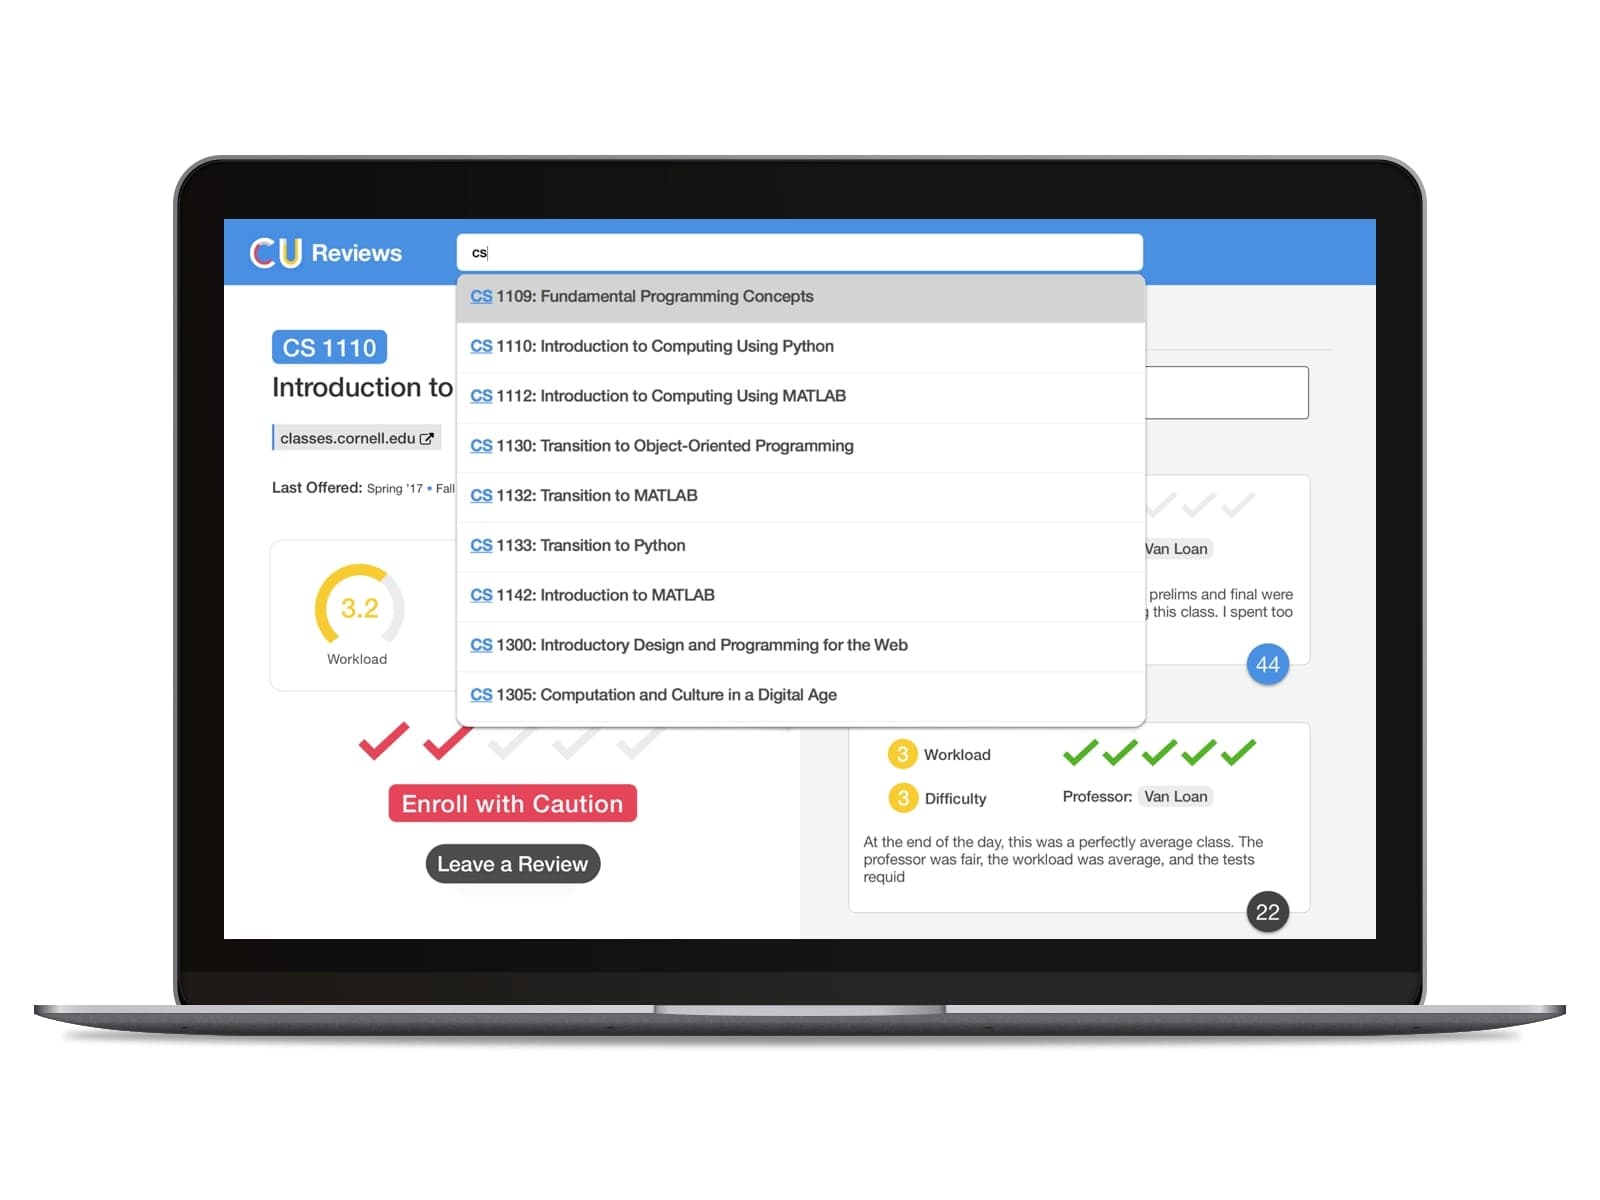 CU Reviews
cs
CS 1109: Fundamental Programming Concepts
CS 1110: Introduction to Computing Using Python
CS 1112: Introduction to Computing Using MATLAB
CS 1130: Transition to Object-Oriented Programming
CS 1132: Transition to MATLAB
CS 1133: Transition to Python
CS 1142: Introduction to MATLAB
CS 1300: Introductory Design and Programming for the Web
CS 1305: Computation and Culture in a Digital Age
CS 1110
Introduction to
classes.cornell.edu
Last Offered: Spring '17 • Fall
3.2
Workload
Enroll with Caution
Leave a Review
Van Loan
prelims and final were
this class. I spent too
44
3 Workload
3 Difficulty
Professor: Van Loan
At the end of the day, this was a perfectly average class. The
professor was fair, the workload was average, and the tests
requid
22